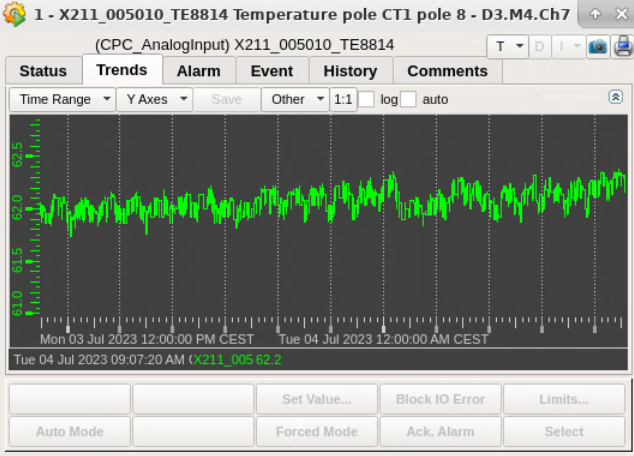 1 - X211_005010_TE8814 Temperature pole CT1 pole 8 - D3.M4.Ch7
(CPC_AnalogInput) X211_005010_TE8814
T D I
Status Trends Alarm Event History Comments
Time Range Y Axes Save Other 1:1 log auto
62.5
62.0
61.5
61.0
Mon 03 Jul 2023 12:00:00 PM CEST Tue 04 Jul 2023 12:00:00 AM CEST
Tue 04 Jul 2023 09:07:20 AM (X211_005 62.2
Set Value... Block IO Error Limits...
Auto Mode Forced Mode Ack. Alarm Select